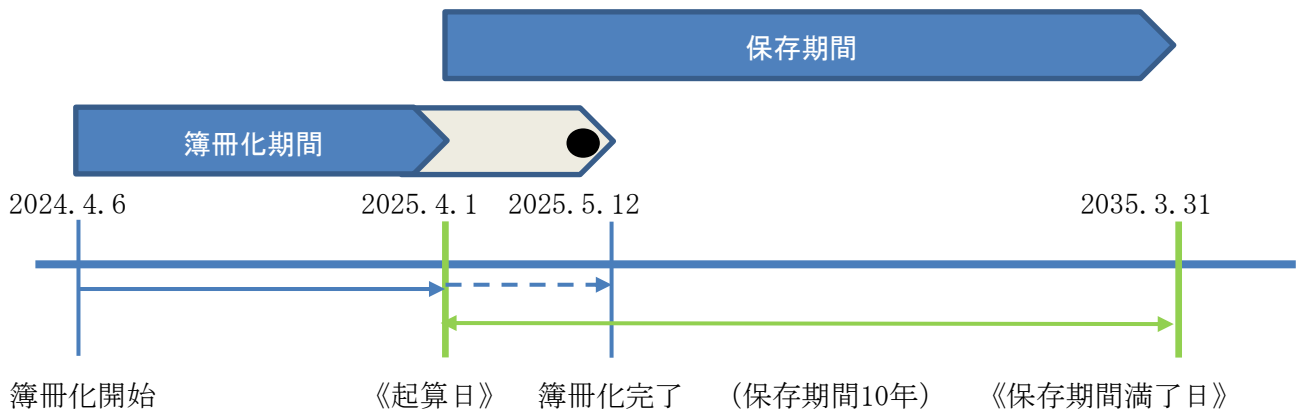 保存期間
簿冊化期間
2024.4.6
2025.4.1
2025.5.12
2035.3.31
簿冊化開始
《起算日》
簿冊化完了
(保存期間10年)
《保存期間満了日》